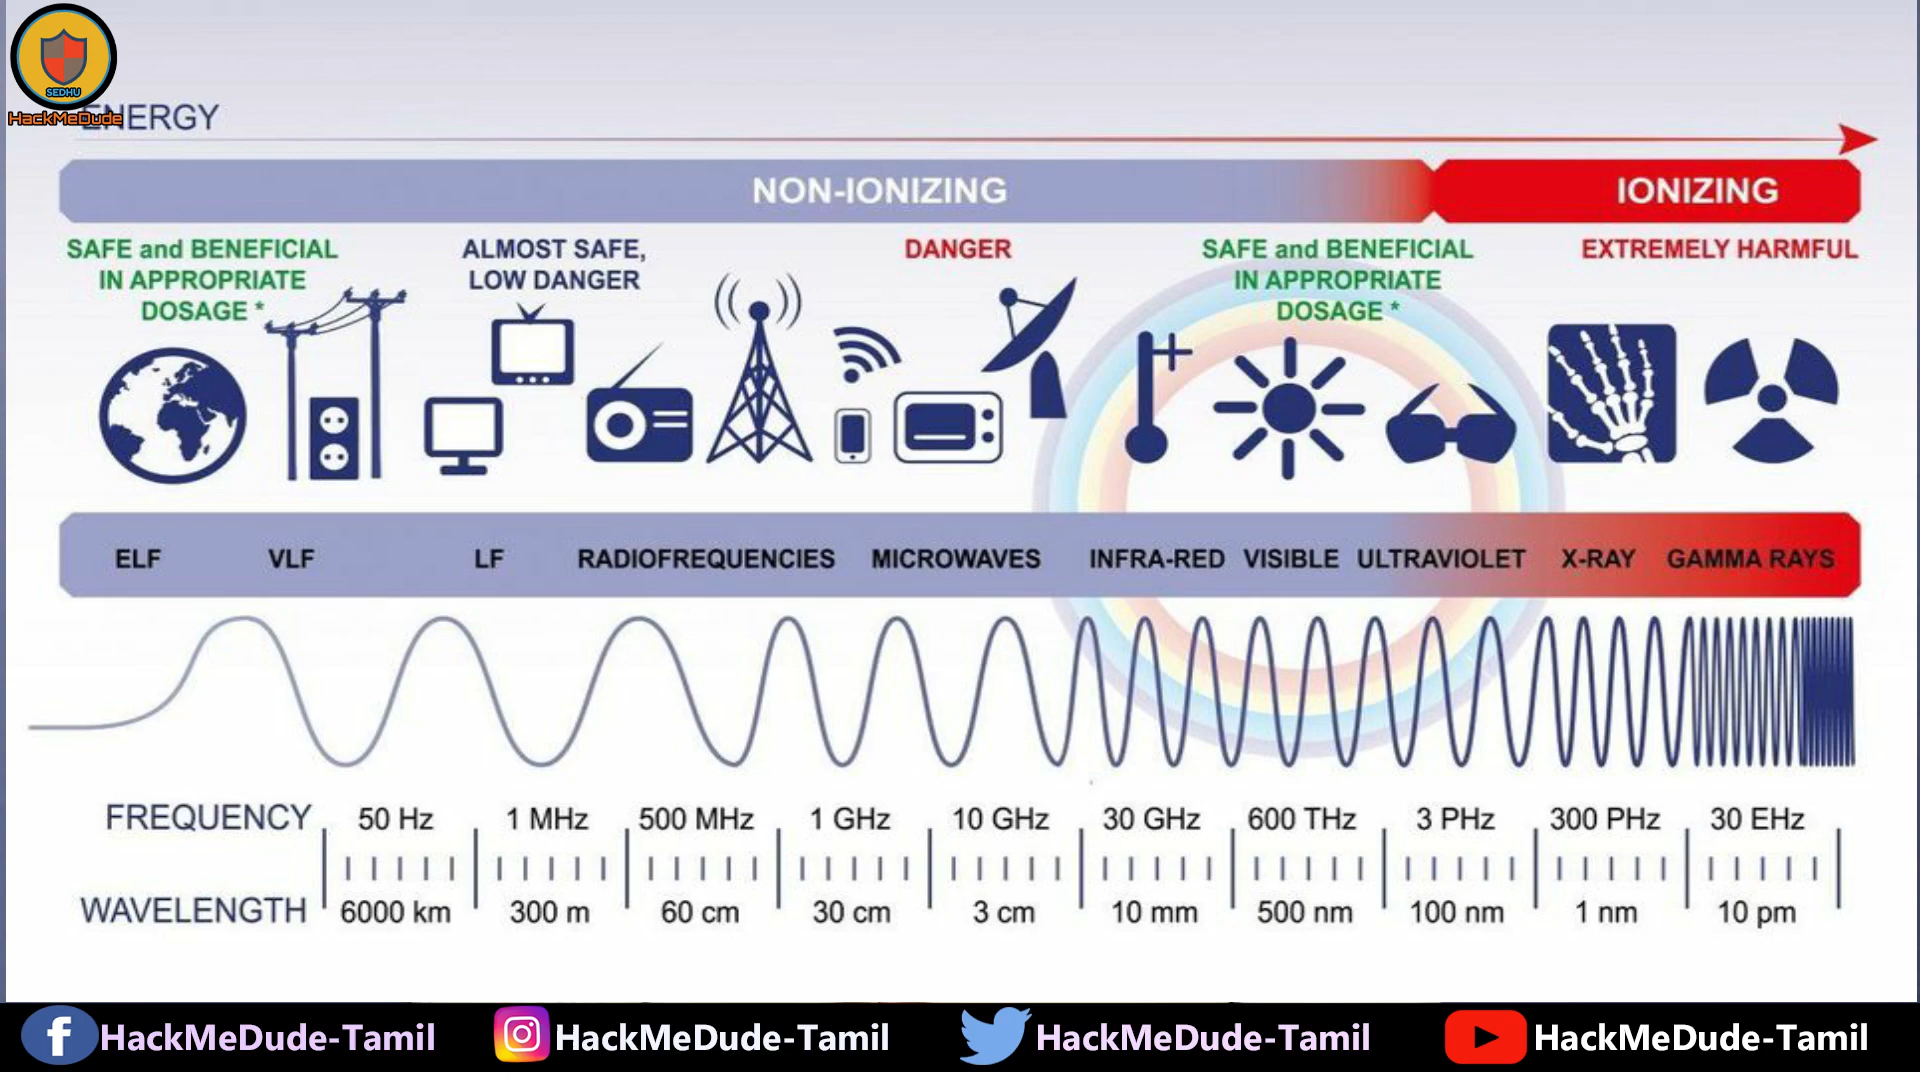 SEDHU
HackMeDude
ENERGY
NON-IONIZING
IONIZING
SAFE and BENEFICIAL
IN APPROPRIATE
DOSAGE *
ALMOST SAFE,
LOW DANGER
DANGER
SAFE and BENEFICIAL
IN APPROPRIATE
DOSAGE *
EXTREMELY HARMFUL
ELF VLF LF RADIOFREQUENCIES MICROWAVES INFRA-RED VISIBLE ULTRAVIOLET X-RAY GAMMA RAYS
FREQUENCY 50 Hz 1 MHz 500 MHz 1 GHz 10 GHz 30 GHz 600 THz 3 PHz 300 PHz 30 EHz
WAVELENGTH 6000 km 300 m 60 cm 30 cm 3 cm 10 mm 500 nm 100 nm 1 nm 10 pm
f HackMeDude-Tamil HackMeDude-Tamil HackMeDude-Tamil HackMeDude-Tamil